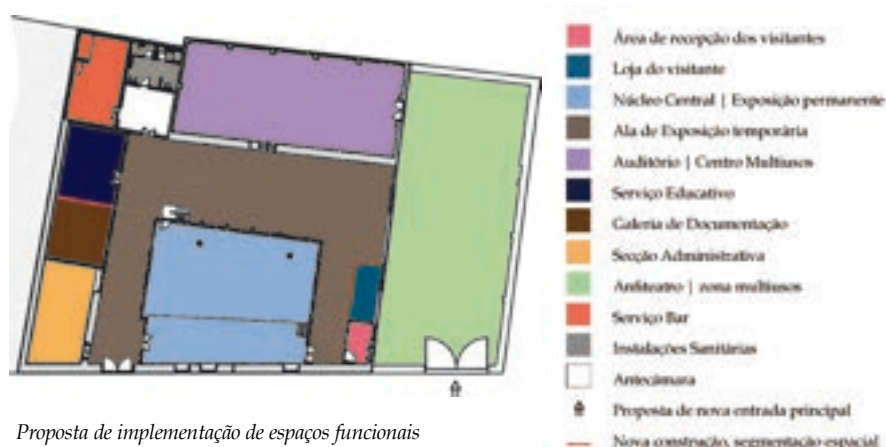 Área de recepção dos visitantes
Loja do visitante
Núcleo Central | Exposição permanente
Ala de Exposição temporária
Auditório | Centro Multiusos
Serviço Educativo
Galeria de Documentação
Secção Administrativa
Anfiteatro | zona multiusos
Serviço Bar
Instalações Sanitárias
Antecâmara
Proposta de nova entrada principal
Nova construção, segmentação espacial
Proposta de implementação de espaços funcionais